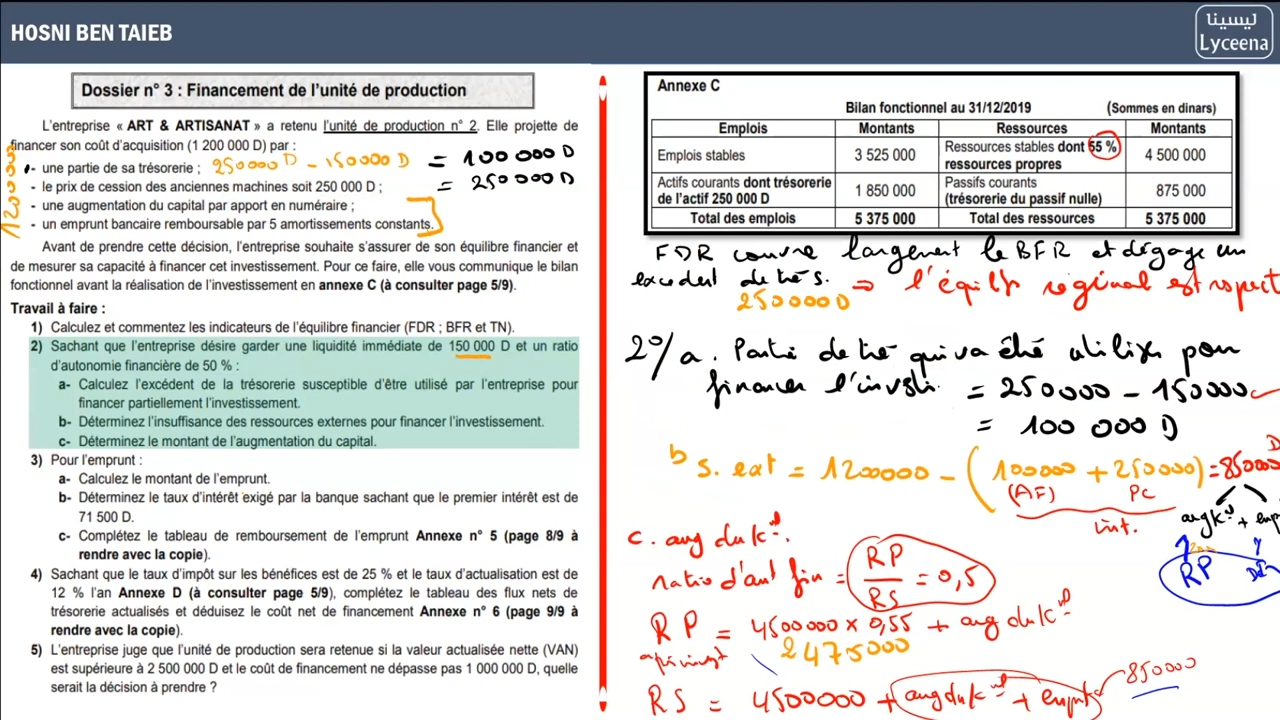 HOSNI BEN TAIEB
ليسينا
Lyceena
Dossier n° 3 : Financement de l'unité de production
L'entreprise « ART & ARTISANAT » a retenu l'unité de production n° 2. Elle projette de
financer son coût d'acquisition (1 200 000 D) par :
- une partie de sa trésorerie ; 250000 D - 150000 D = 100 000 D
- le prix de cession des anciennes machines soit 250 000 D ; = 250000 D
- une augmentation du capital par apport en numéraire ;
- un emprunt bancaire remboursable par 5 amortissements constants.
1200000
Avant de prendre cette décision, l'entreprise souhaite s'assurer de son équilibre financier et
de mesurer sa capacité à financer cet investissement. Pour ce faire, elle vous communique le bilan
fonctionnel avant la réalisation de l'investissement en annexe C (à consulter page 5/9).
Travail à faire :
1) Calculez et commentez les indicateurs de l'équilibre financier (FDR ; BFR et TN).
2) Sachant que l'entreprise désire garder une liquidité immédiate de 150 000 D et un ratio
d'autonomie financière de 50 % :
a- Calculez l'excédent de la trésorerie susceptible d'être utilisé par l'entreprise pour
financer partiellement l'investissement.
b- Déterminez l'insuffisance des ressources externes pour financer l'investissement.
c- Déterminez le montant de l'augmentation du capital.
3) Pour l'emprunt :
a- Calculez le montant de l'emprunt.
b- Déterminez le taux d'intérêt exigé par la banque sachant que le premier intérêt est de
71 500 D.
c- Complétez le tableau de remboursement de l'emprunt Annexe n° 5 (page 8/9 à
rendre avec la copie).
4) Sachant que le taux d'impôt sur les bénéfices est de 25 % et le taux d'actualisation est de
12 % l'an Annexe D (à consulter page 5/9), complétez le tableau des flux nets de
trésorerie actualisés et déduisez le coût net de financement Annexe n° 6 (page 9/9 à
rendre avec la copie).
5) L'entreprise juge que l'unité de production sera retenue si la valeur actualisée nette (VAN)
est supérieure à 2 500 000 D et le coût de financement ne dépasse pas 1 000 000 D, quelle
serait la décision à prendre ?
Annexe C
Bilan fonctionnel au 31/12/2019 (Sommes en dinars)
Emplois Montants Ressources Montants
Emplois stables 3 525 000 Ressources stables dont 55 % ressources propres 4 500 000
Actifs courants dont trésorerie de l'actif 250 000 D 1 850 000 Passifs courants (trésorerie du passif nulle) 875 000
Total des emplois 5 375 000 Total des ressources 5 375 000
FDR couvre largement le BFR et dégage un
excedent de tré s.
2500000 D ⇒ l'équilib
2°/ a. Partie de tré qui va été utilisé pour
financer l'investi. = 250000 - 150000
= 100 000 D
b s. ext = 1200000 - (100000 + 250000) = 850000 D
(AF) PC
int.
RP
c. aug du k
ratio d'aut fin = RP / RS = 0,5
RP = 4500000 x 0,55 + aug du k
2475000
RS = 4500000 + aug du k + empt
850000